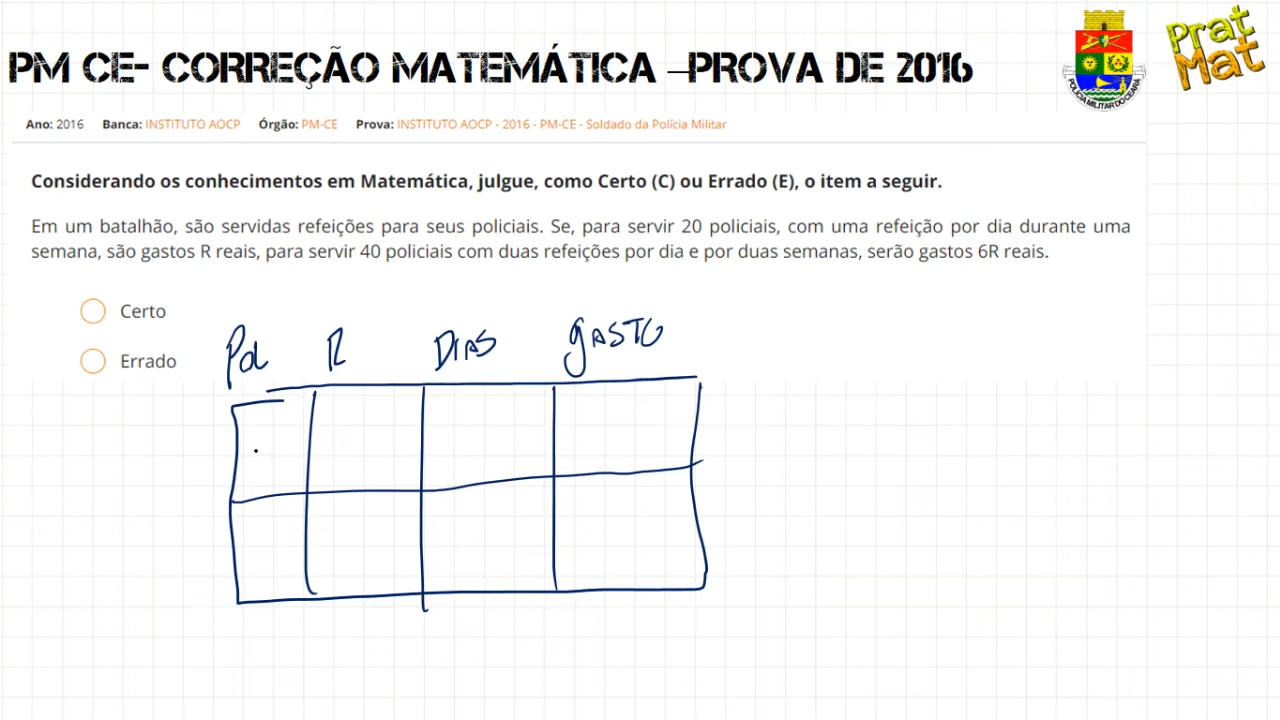 PM CE- CORREÇÃO MATEMÁTICA –PROVA DE 2016
Prat
Mat
POLÍCIA MILITAR DO CEARÁ
Ano: 2016 Banca: INSTITUTO AOCP Órgão: PM-CE Prova: INSTITUTO AOCP - 2016 - PM-CE - Soldado da Polícia Militar
Considerando os conhecimentos em Matemática, julgue, como Certo (C) ou Errado (E), o item a seguir.
Em um batalhão, são servidas refeições para seus policiais. Se, para servir 20 policiais, com uma refeição por dia durante uma
semana, são gastos R reais, para servir 40 policiais com duas refeições por dia e por duas semanas, serão gastos 6R reais.
Certo
Errado
Pol R DIAS gASTO